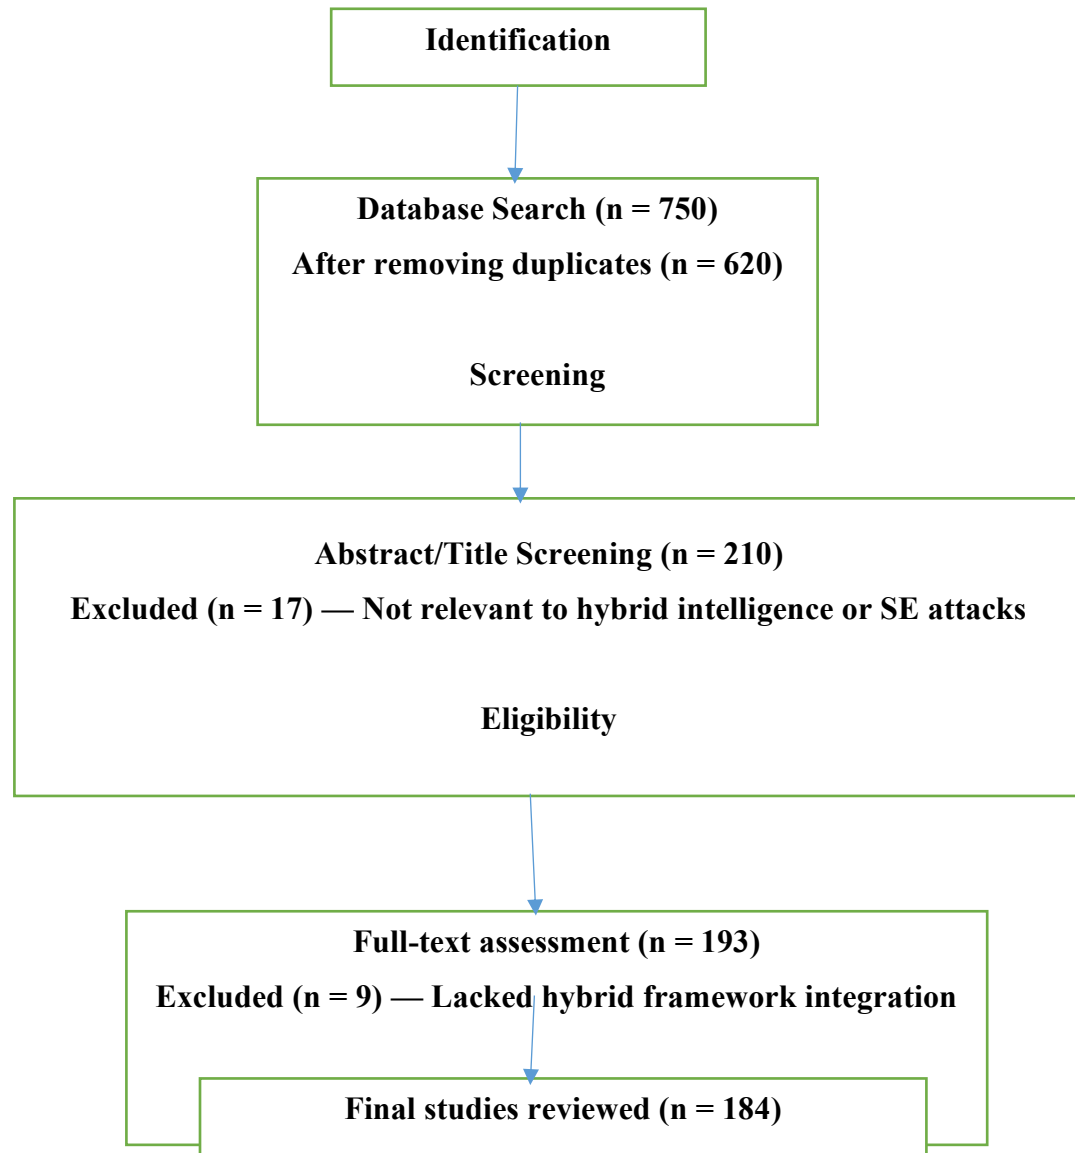 Identification
Database Search (n = 750)
After removing duplicates (n = 620)
Screening
Abstract/Title Screening (n = 210)
Excluded (n = 17) — Not relevant to hybrid intelligence or SE attacks
Eligibility
Full-text assessment (n = 193)
Excluded (n = 9) — Lacked hybrid framework integration
Final studies reviewed (n = 184)